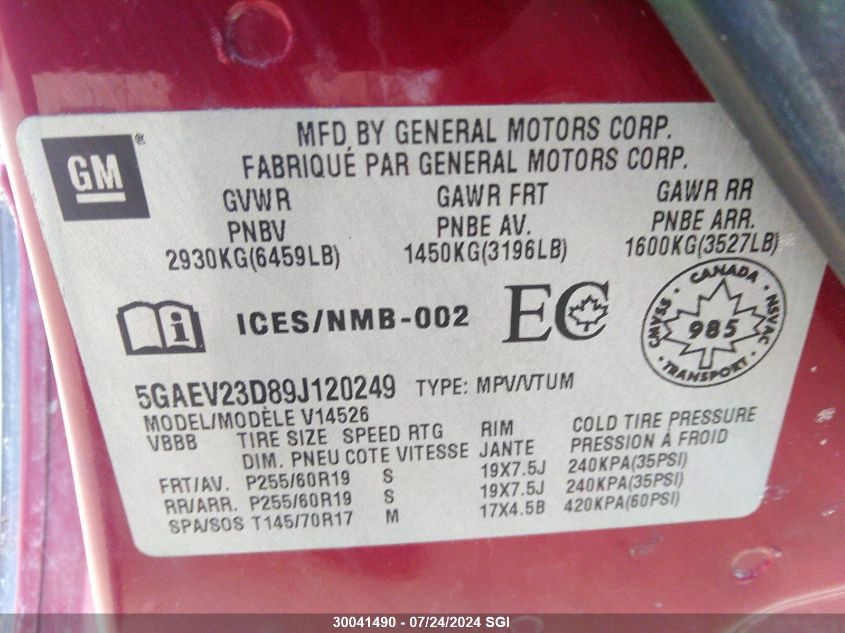 GM ®
MFD BY GENERAL MOTORS CORP.
FABRIQUÉ PAR GENERAL MOTORS CORP.
GVWR GAWR FRT GAWR RR
PNBV PNBE AV. PNBE ARR.
2930KG(6459LB) 1450KG(3196LB) 1600KG(3527LB)
i ICES/NMB-002 EC
CANADA
CMVSS 985 NSVAC
TRANSPORT
5GAEV23D89J120249 TYPE: MPV/VTUM
MODEL/MODÈLE V14526
VBBB TIRE SIZE SPEED RTG RIM COLD TIRE PRESSURE
DIM. PNEU COTE VITESSE JANTE PRESSION À FROID
FRT/AV. P255/60R19 S 19X7.5J 240KPA(35PSI)
RR/ARR. P255/60R19 S 19X7.5J 240KPA(35PSI)
SPA/SOS T145/70R17 M 17X4.5B 420KPA(60PSI)
30041490 - 07/24/2024 SGI